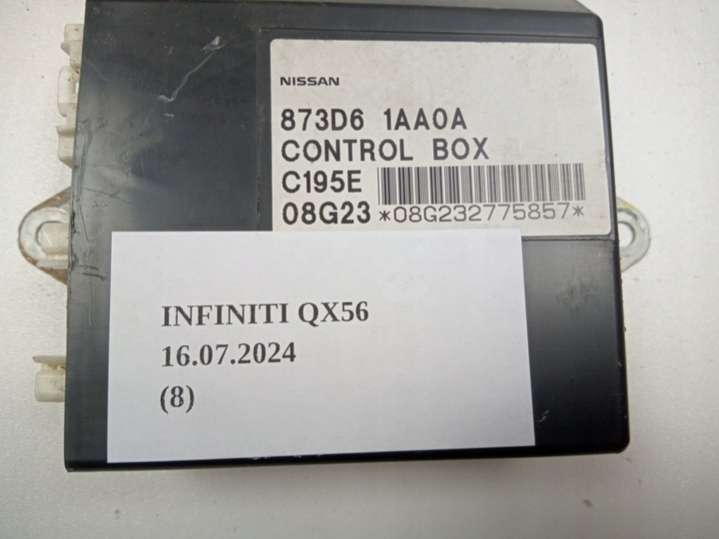 NISSAN
873D6 1AA0A
CONTROL BOX
C195E
08G23 *08G232775857*
INFINITI QX56
16.07.2024
(8)